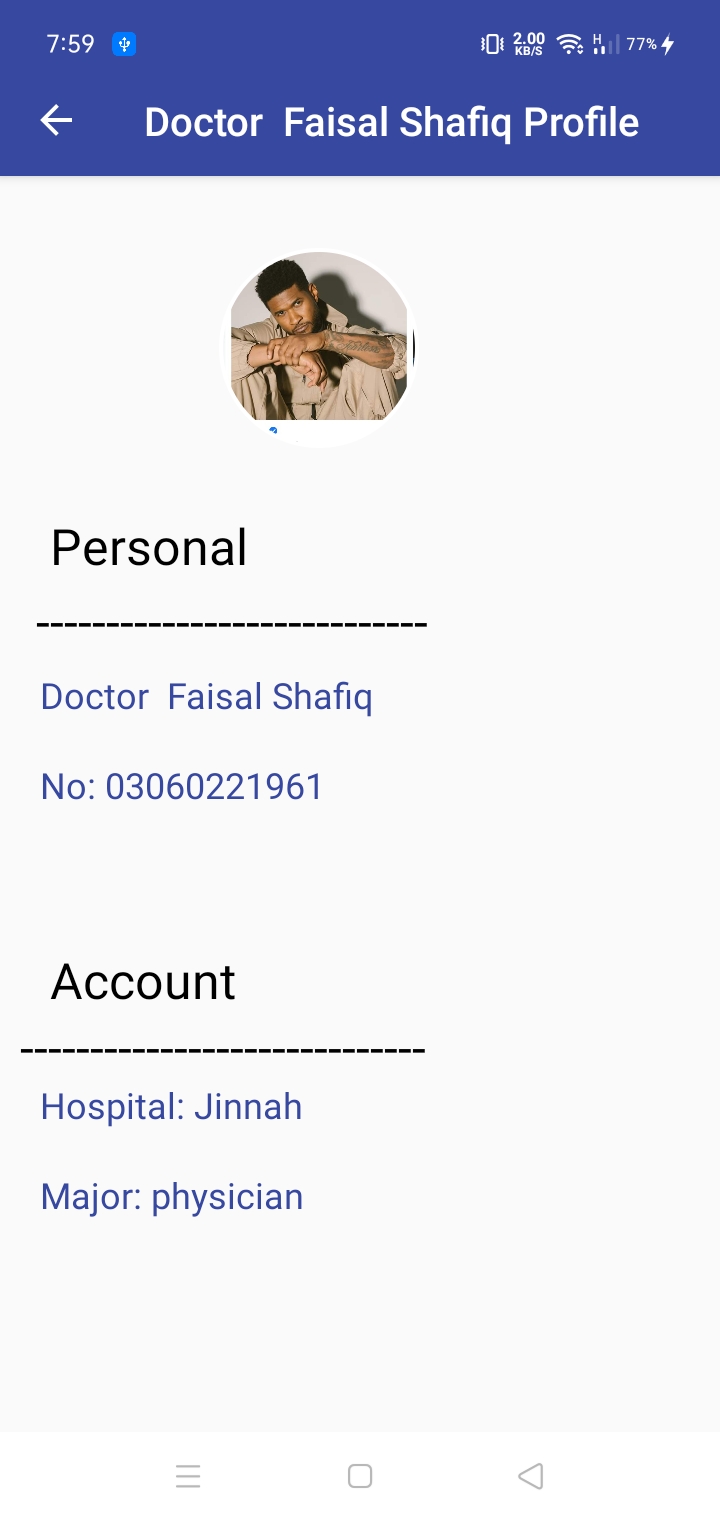 7:59 2.00 KB/S H 77%
Doctor  Faisal Shafiq Profile
Personal
----------------------------
Doctor  Faisal Shafiq
No: 03060221961
Account
-----------------------------
Hospital: Jinnah
Major: physician